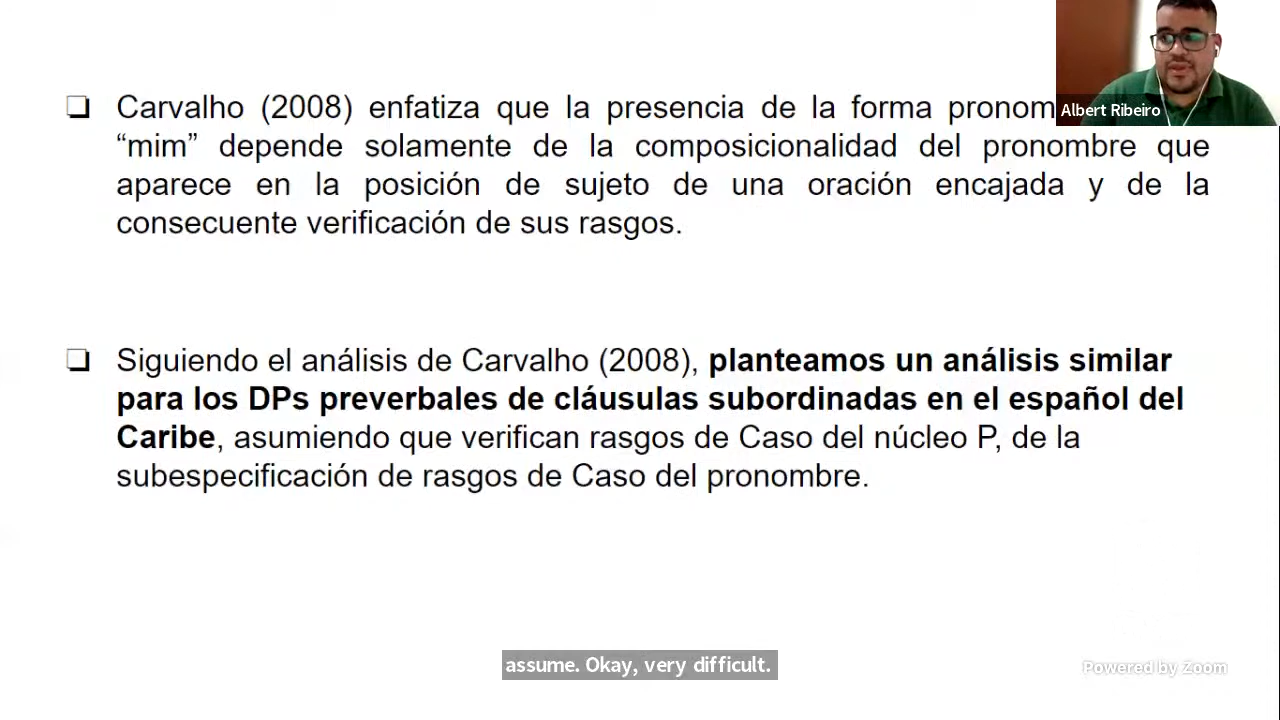 Carvalho (2008) enfatiza que la presencia de la forma pronom
“mim” depende solamente de la composicionalidad del pronombre que
aparece en la posición de sujeto de una oración encajada y de la
consecuente verificación de sus rasgos.
Siguiendo el análisis de Carvalho (2008), planteamos un análisis similar
para los DPs preverbales de cláusulas subordinadas en el español del
Caribe, asumiendo que verifican rasgos de Caso del núcleo P, de la
subespecificación de rasgos de Caso del pronombre.
Albert Ribeiro
assume. Okay, very difficult.
Powered by Zoom